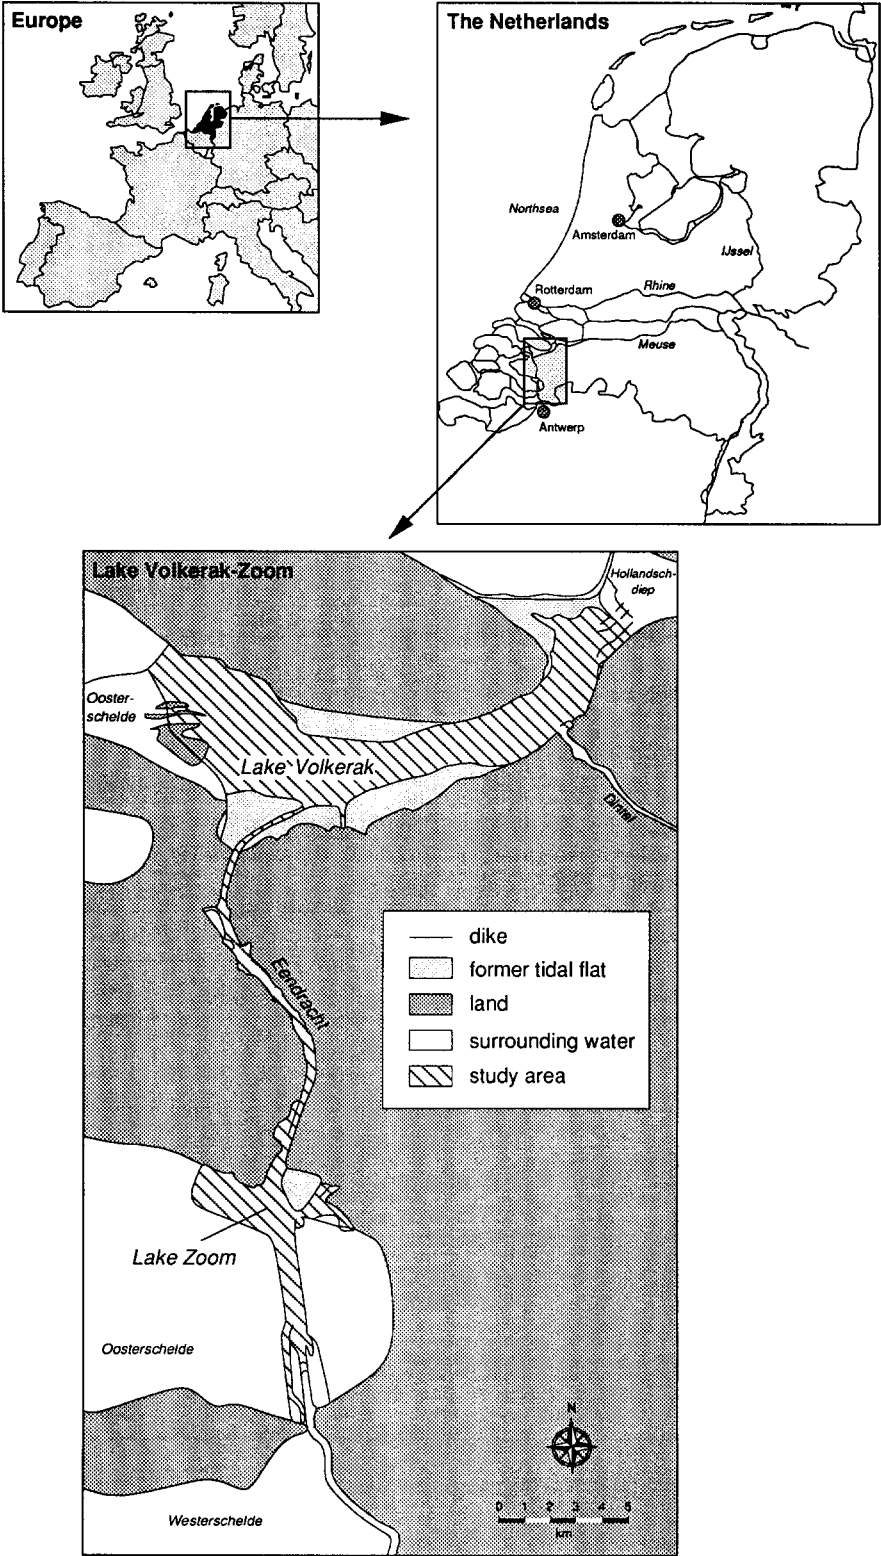 Europe
The Netherlands
Northsea
Amsterdam
IJssel
Rotterdam
Rhine
Meuse
Antwerp
Lake Volkerak-Zoom
Hollandsch-
diep
Ooster-
schelde
Lake Volkerak
Dintel
Eendracht
dike
former tidal flat
land
surrounding water
study area
Lake Zoom
Oosterschelde
Westerschelde
N
0 1 2 3 4 5
km